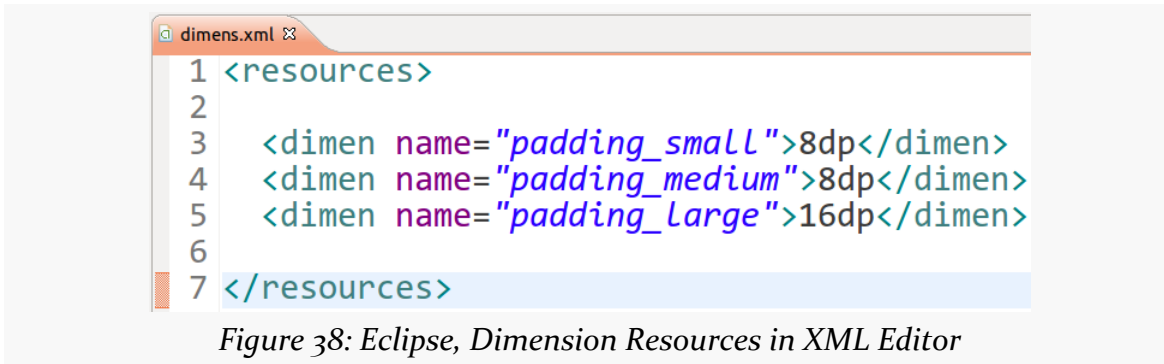 dimens.xml
1 <resources>
2
3 <dimen name="padding_small">8dp</dimen>
4 <dimen name="padding_medium">8dp</dimen>
5 <dimen name="padding_large">16dp</dimen>
6
7 </resources>
Figure 38: Eclipse, Dimension Resources in XML Editor